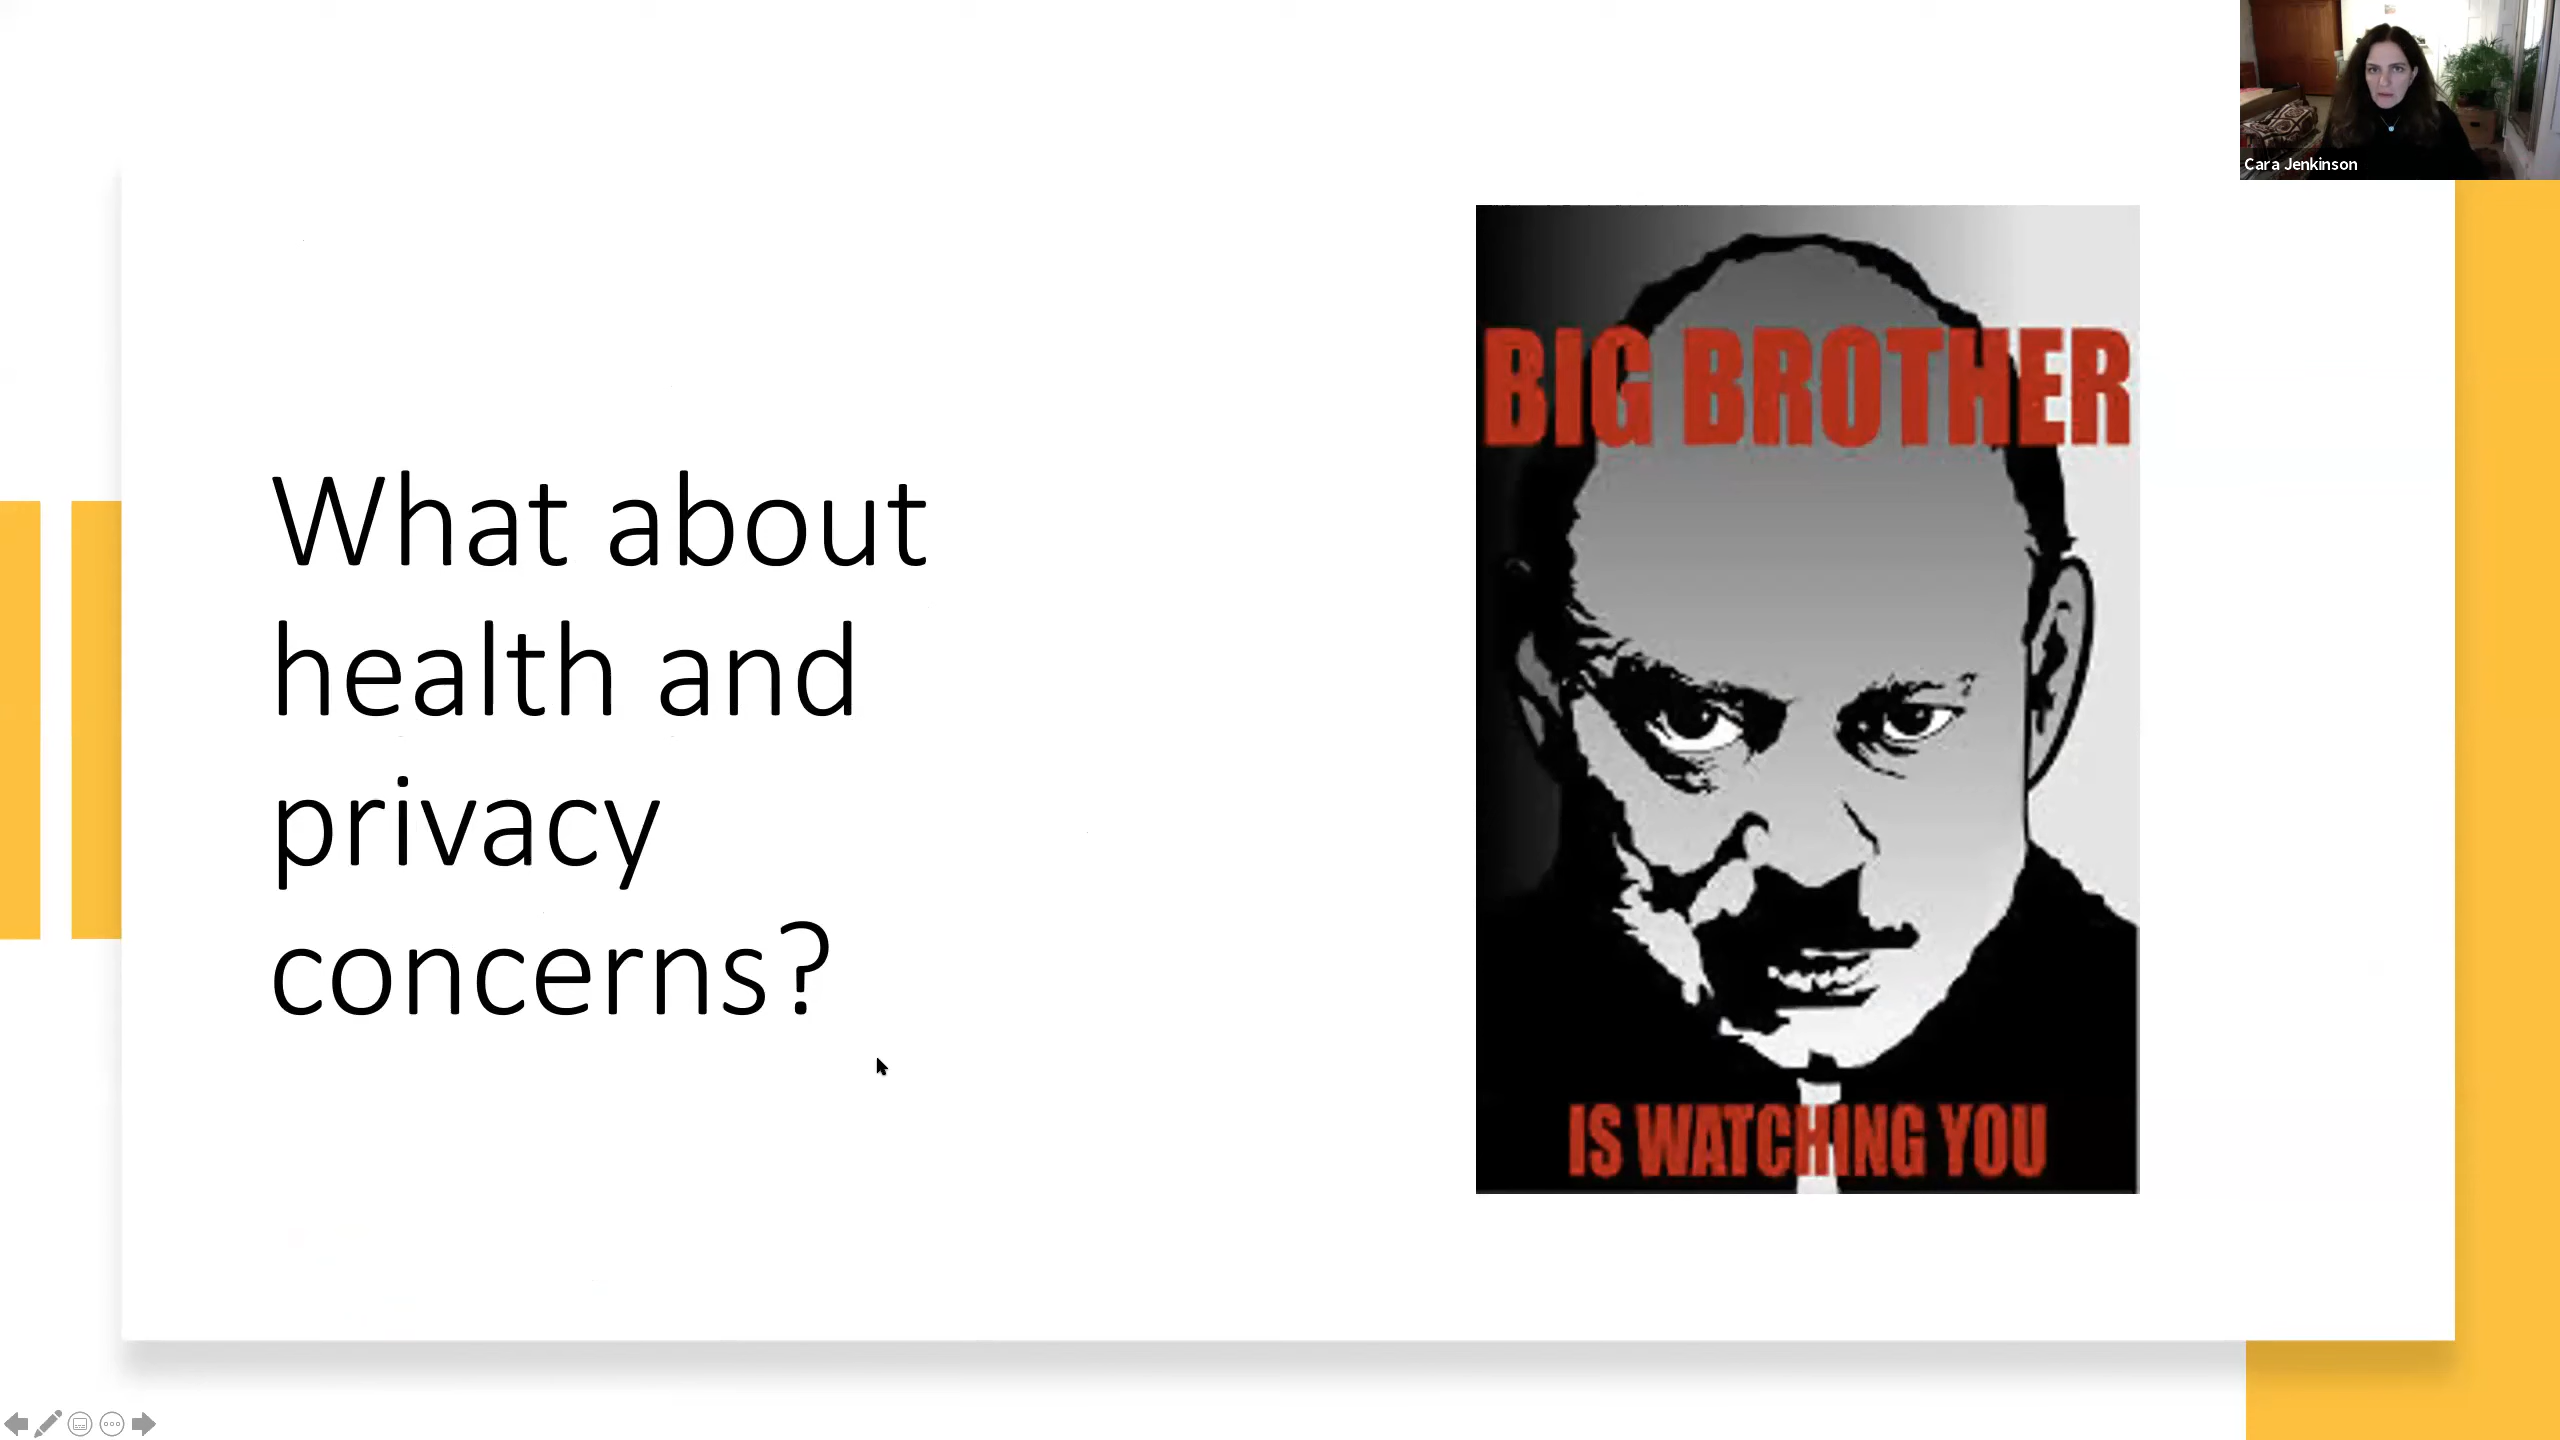 Cara Jenkinson
What about
health and
privacy
concerns?
BIG BROTHER
IS WATCHING YOU